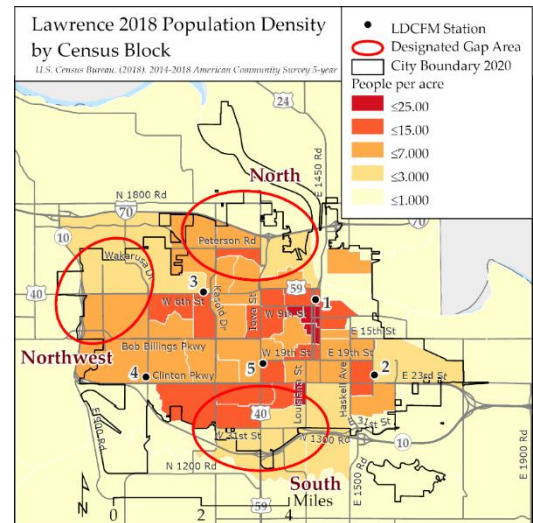 Lawrence 2018 Population Density
by Census Block
U.S. Census Bureau. (2018). 2014-2018 American Community Survey 5-year
LDCFM Station
Designated Gap Area
City Boundary 2020
People per acre
≤25.00
≤15.00
≤7.000
≤3.000
≤1.000
24
E 1450 Rd
North
N 1800 Rd
70
70
10
Peterson Rd
Wakarusa Dr
40
3
59
1
W 6th St
Kasold Dr
Iowa St
W 9th St
E 15th St
Northwest
Bob Billings Pkwy
W 19th St
E 19th St
4
Clinton Pkwy
5
2
E 23rd St
Louisiana St
Haskell Ave
40
E 900 Rd
W 31st St
E 31st St
N 1300 Rd
10
N 1200 Rd
South
E 1500 Rd
E 1900 Rd
N
59
Miles
0
2
4